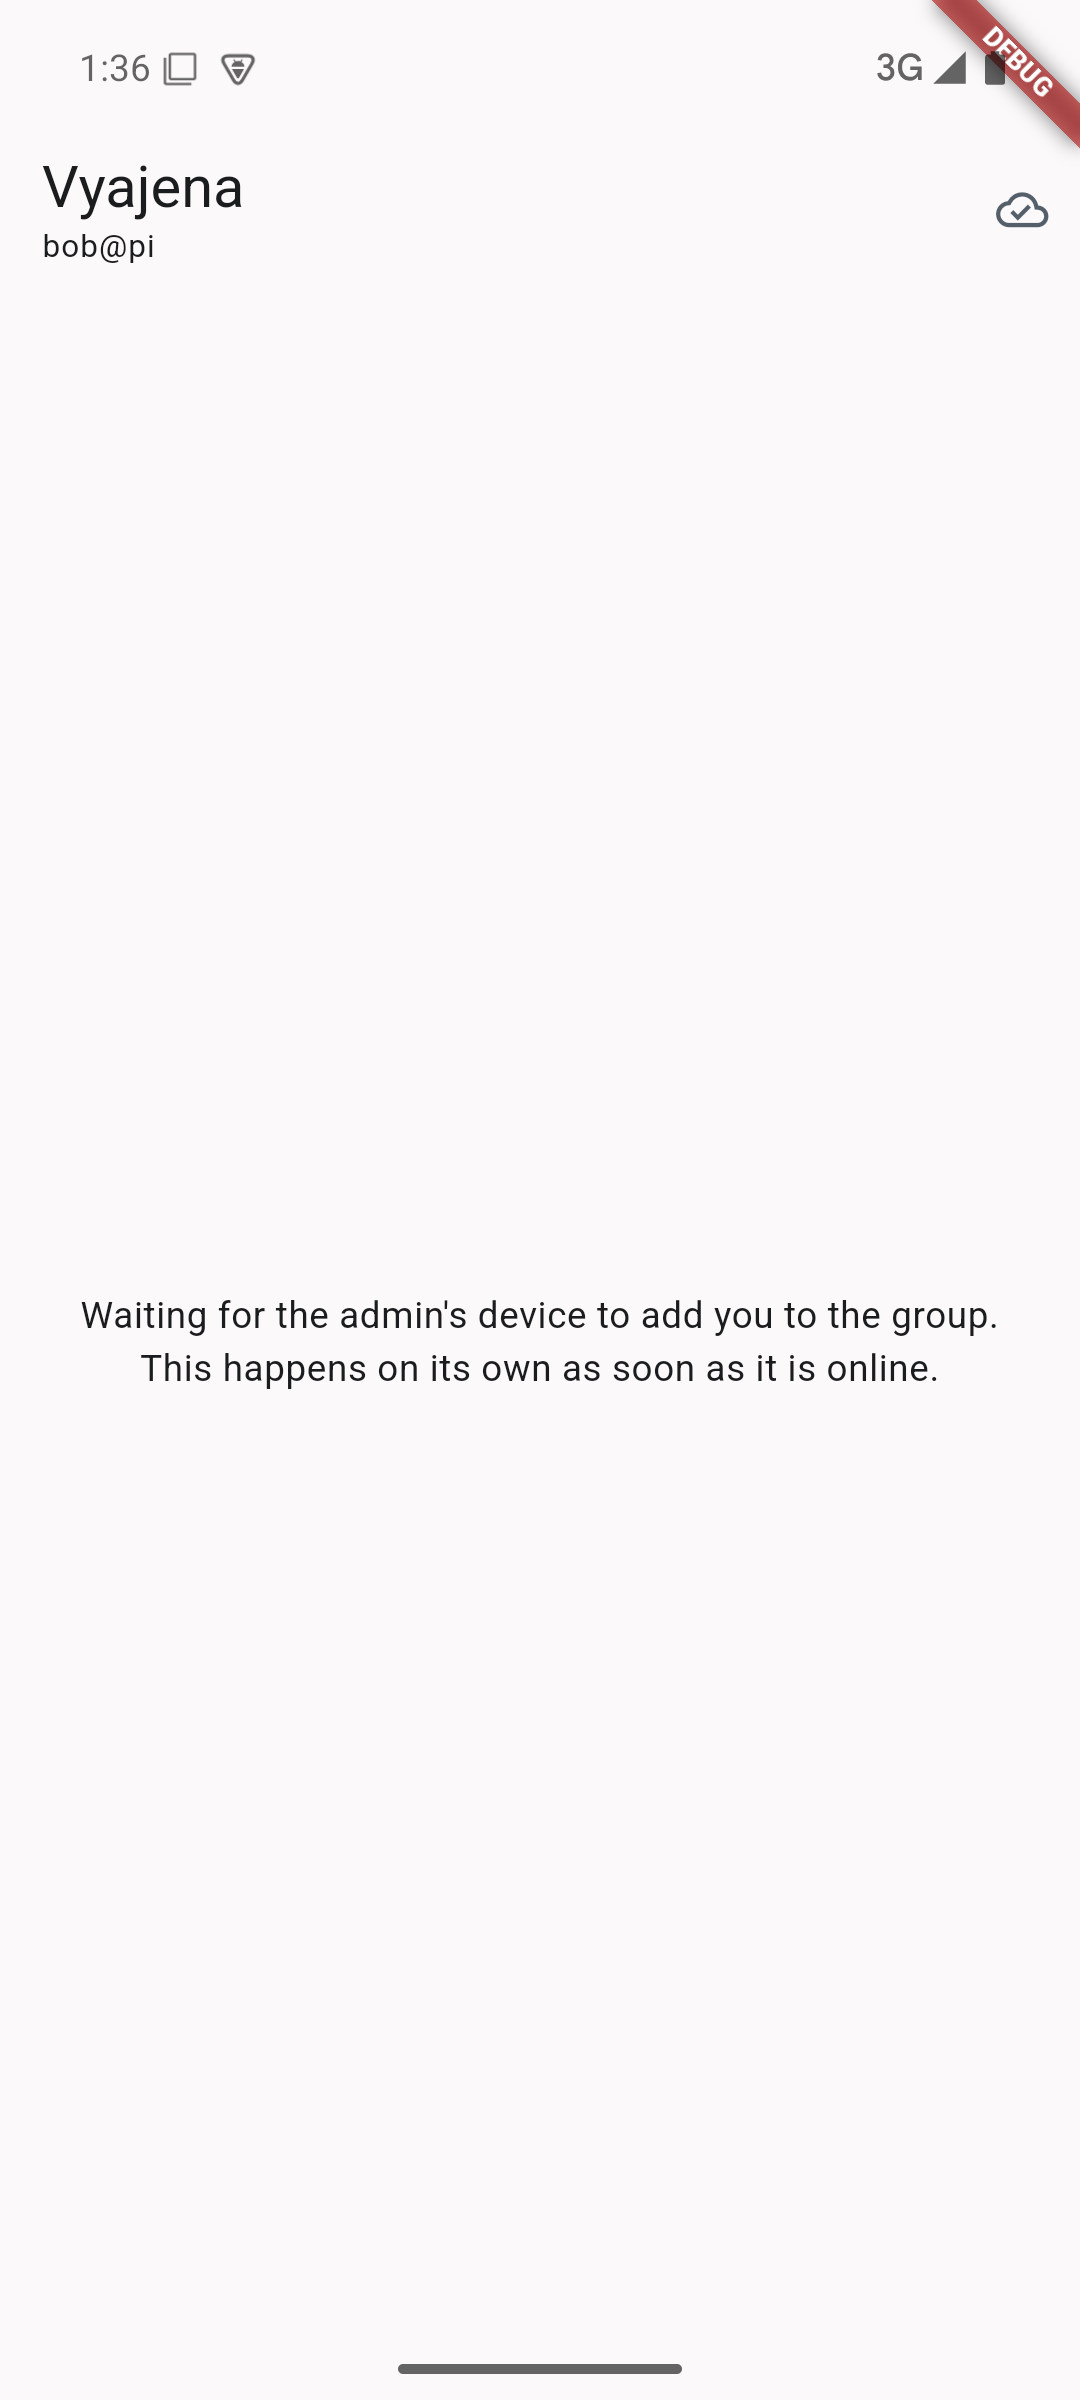 1:36
3G
DEBUG
Vyajena
bob@pi
Waiting for the admin's device to add you to the group.
This happens on its own as soon as it is online.